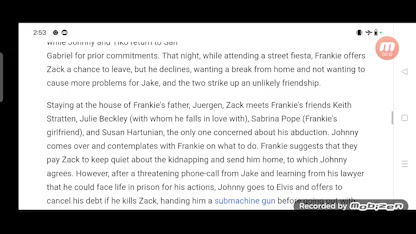 2:53
while Johnny and Tiko return to San
Gabriel for prior commitments. That night, while attending a street fiesta, Frankie offers
Zack a chance to leave, but he declines, wanting a break from home and not wanting to
cause more problems for Jake, and the two strike up an unlikely friendship.
Staying at the house of Frankie's father, Juergen, Zack meets Frankie's friends Keith
Stratten, Julie Beckley (with whom he falls in love with), Sabrina Pope (Frankie's
girlfriend), and Susan Hartunian, the only one concerned about his abduction. Johnny
comes over and contemplates with Frankie on what to do. Frankie suggests that they
pay Zack to keep quiet about the kidnapping and send him home, to which Johnny
agrees. However, after a threatening phone-call from Jake and learning from his lawyer
that he could face life in prison for his actions, Johnny goes to Elvis and offers to
cancel his debt if he kills Zack, handing him a submachine gun before going out with
Recorded by Mobizen